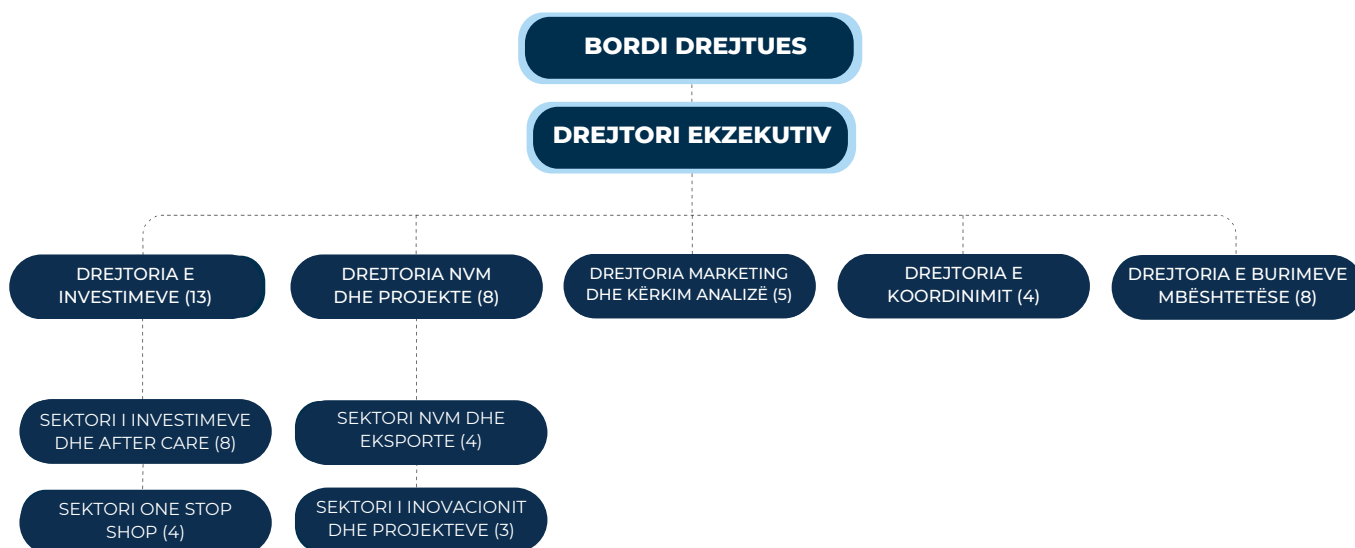 BORDI DREJTUES
DREJTORI EKZEKUTIV
DREJTORIA E
INVESTIMEVE (13)
DREJTORIA NVM
DHE PROJEKTE (8)
DREJTORIA MARKETING
DHE KËRKIM ANALIZË (5)
DREJTORIA E
KOORDINIMIT (4)
DREJTORIA E BURIMEVE
MBËSHTETËSE (8)
SEKTORI I INVESTIMEVE
DHE AFTER CARE (8)
SEKTORI NVM DHE
EKSPORTE (4)
SEKTORI ONE STOP
SHOP (4)
SEKTORI I INOVACIONIT
DHE PROJEKTEVE (3)